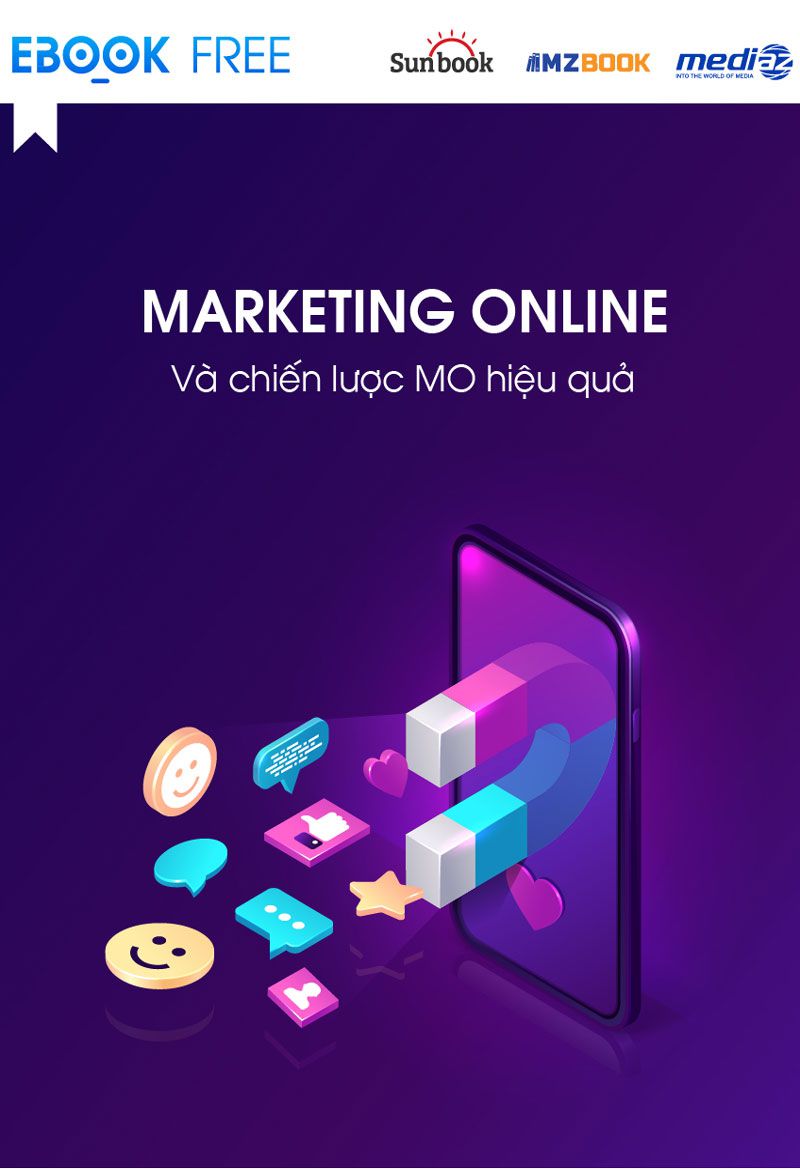 EBOOK FREE
Sunbook
MZBOOK
mediaz
INTO THE WORLD OF MEDIA
MARKETING ONLINE
Và chiến lược MO hiệu quả